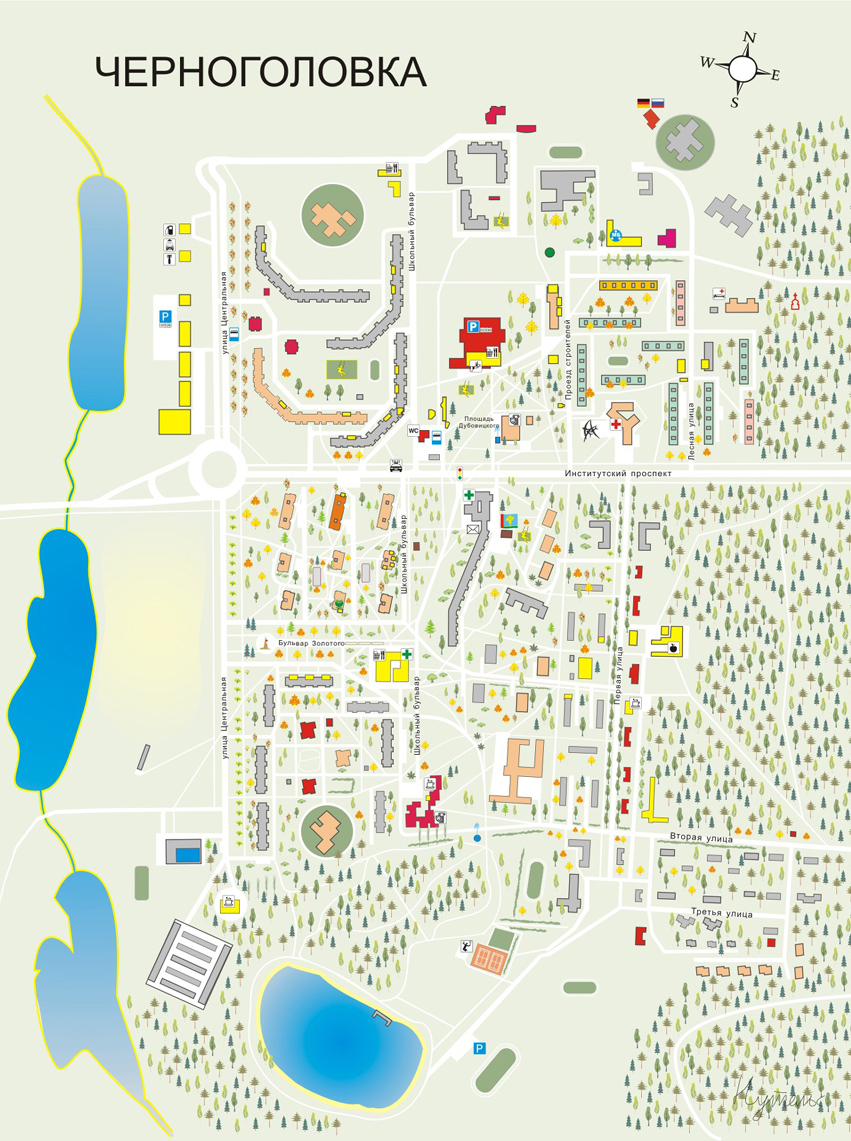 ЧЕРНОГОЛОВКА
N
W
E
S
Школьный бульвар
улица Центральная
P
P
Проезд строителей
Площадь
Дубовицкого
WC
Лесная улица
Институтский проспект
Школьный бульвар
Бульвар Золотого
Первая улица
улица Центральная
Школьный бульвар
Вторая улица
Третья улица
P